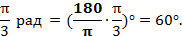 π/3 рад = (180/π · π/3)° = 60°.